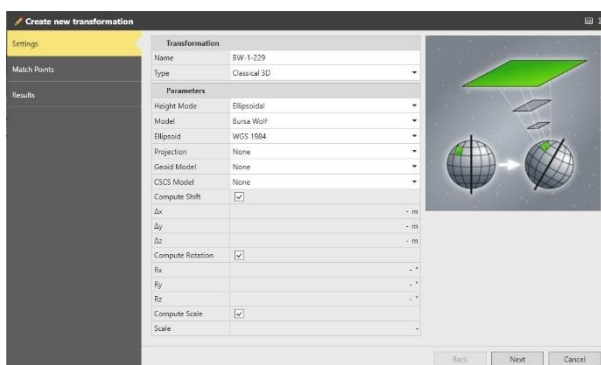 Create new transformation
Settings
Match Points
Results
Transformation
Name BW-1-229
Type Classical 3D
Parameters
Height Mode Ellipsoidal
Model Bursa Wolf
Ellipsoid WGS 1984
Projection None
Geoid Model None
CSCS Model None
Compute Shift
Δx - m
Δy - m
Δz - m
Compute Rotation
Rx - "
Ry - "
Rz - "
Compute Scale
Scale -
Back Next Cancel